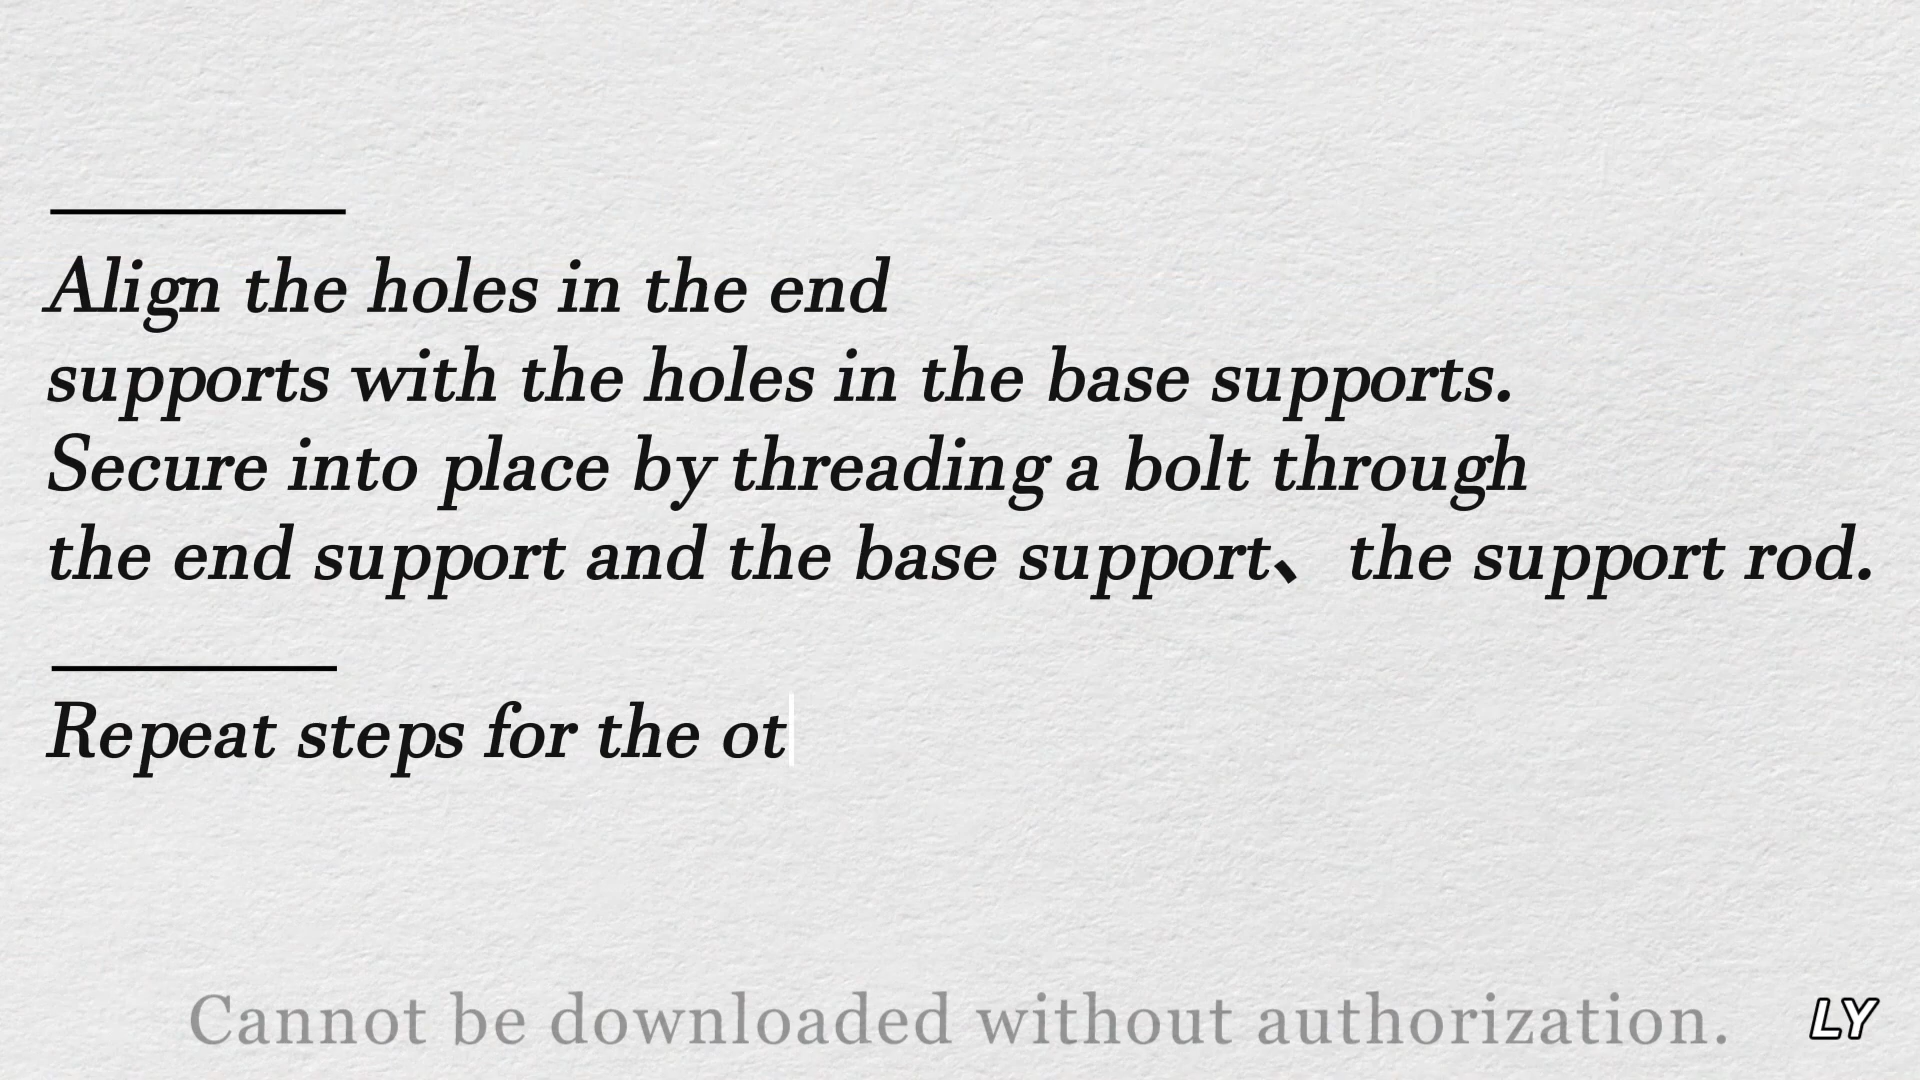 Align the holes in the end
supports with the holes in the base supports.
Secure into place by threading a bolt through
the end support and the base support、the support rod.
Repeat steps for the ot
Cannot be downloaded without authorization.
LY